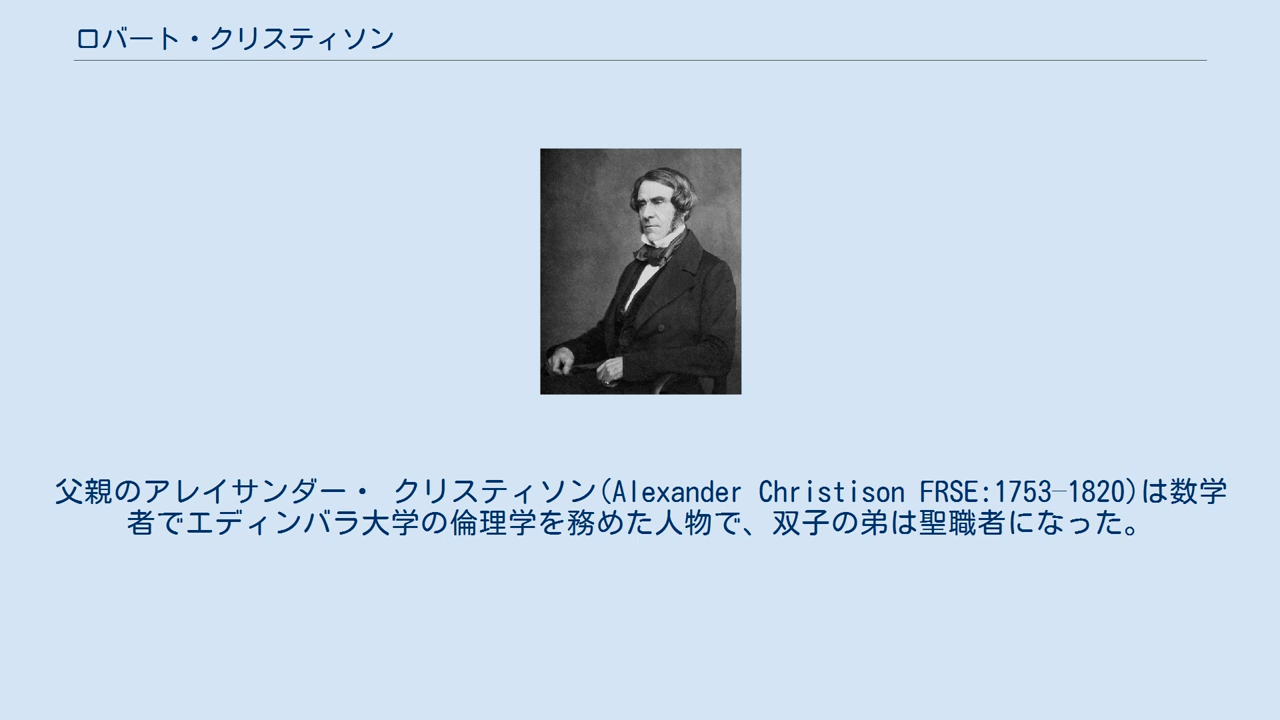 ロバート・クリスティソン
父親のアレイサンダー・ クリスティソン(Alexander Christison FRSE:1753–1820)は数学
者でエディンバラ大学の倫理学を務めた人物で、双子の弟は聖職者になった。